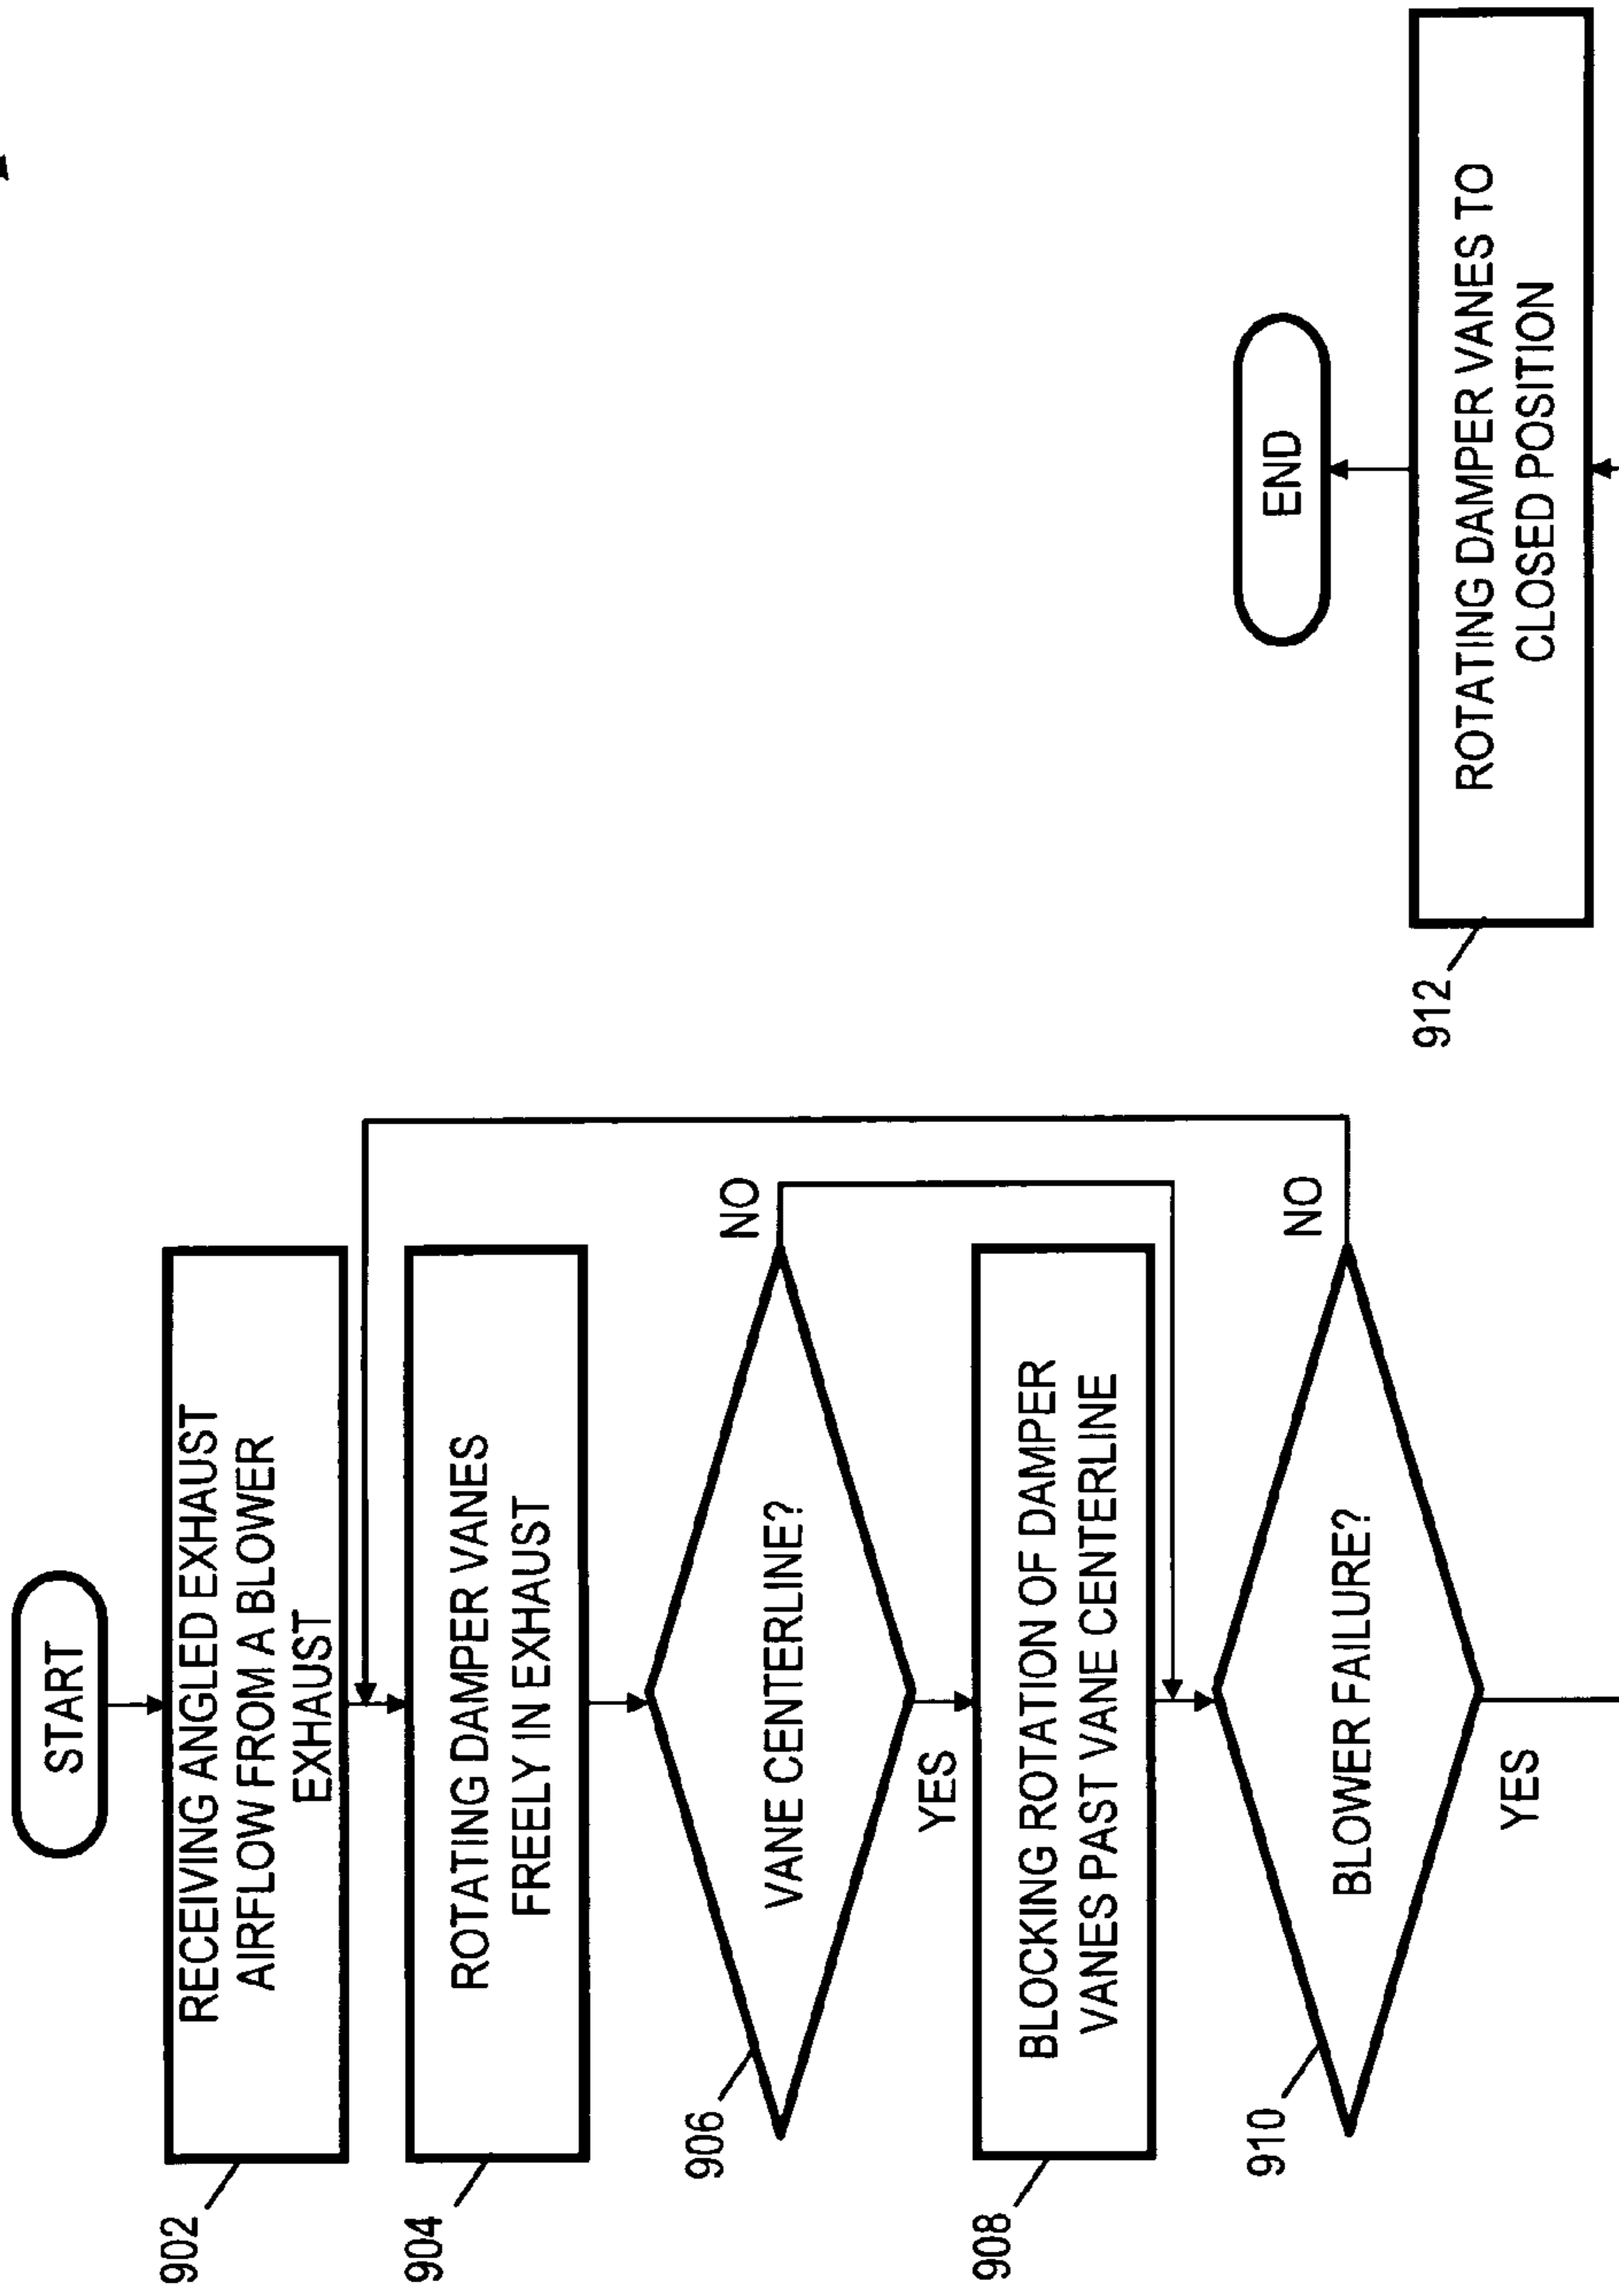 START
902
RECEIVING ANGLED EXHAUST
AIRFLOW FROM A BLOWER
EXHAUST
904
ROTATING DAMPER VANES
FREELY IN EXHAUST
906
VANE CENTERLINE?
NO
YES
908
BLOCKING ROTATION OF DAMPER
VANES PAST VANE CENTERLINE
910
BLOWER FAILURE?
NO
YES
912
ROTATING DAMPER VANES TO
CLOSED POSITION
END